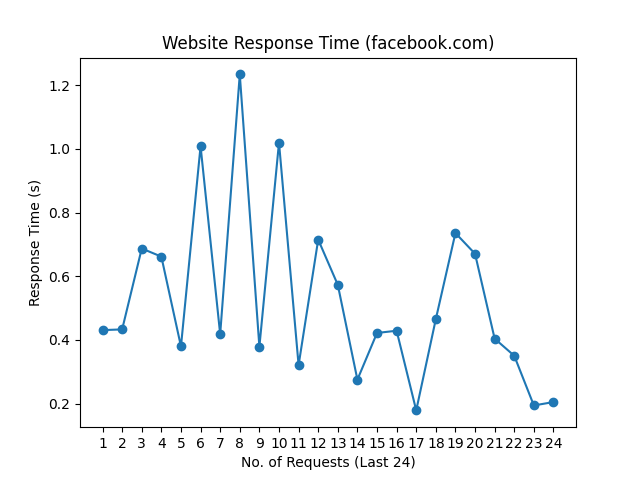 Website Response Time (facebook.com)
1.2
1.0
0.8
0.6
0.4
0.2
Response Time (s)
1 2 3 4 5 6 7 8 9 10 11 12 13 14 15 16 17 18 19 20 21 22 23 24
No. of Requests (Last 24)